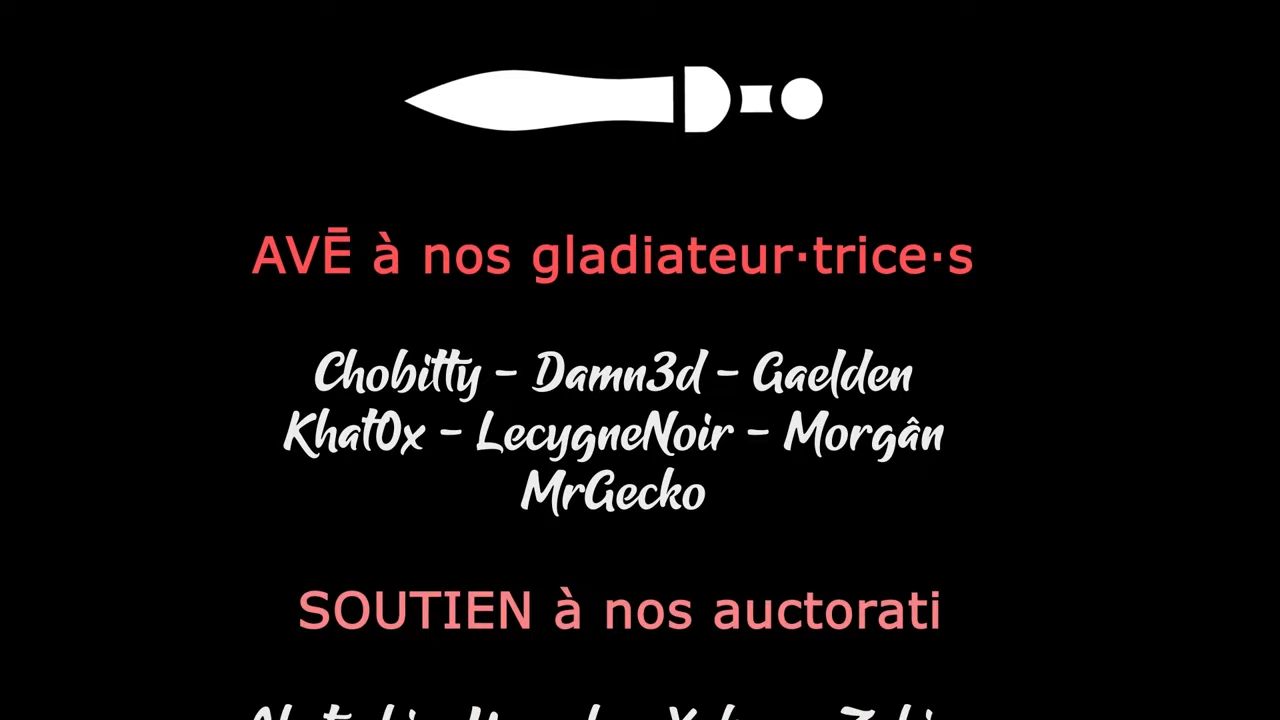 AVĒ à nos gladiateur·trice·s
Chobitty - Damn3d - Gaelden
Khat0x - LecygneNoir - Morgân
MrGecko
SOUTIEN à nos auctorati